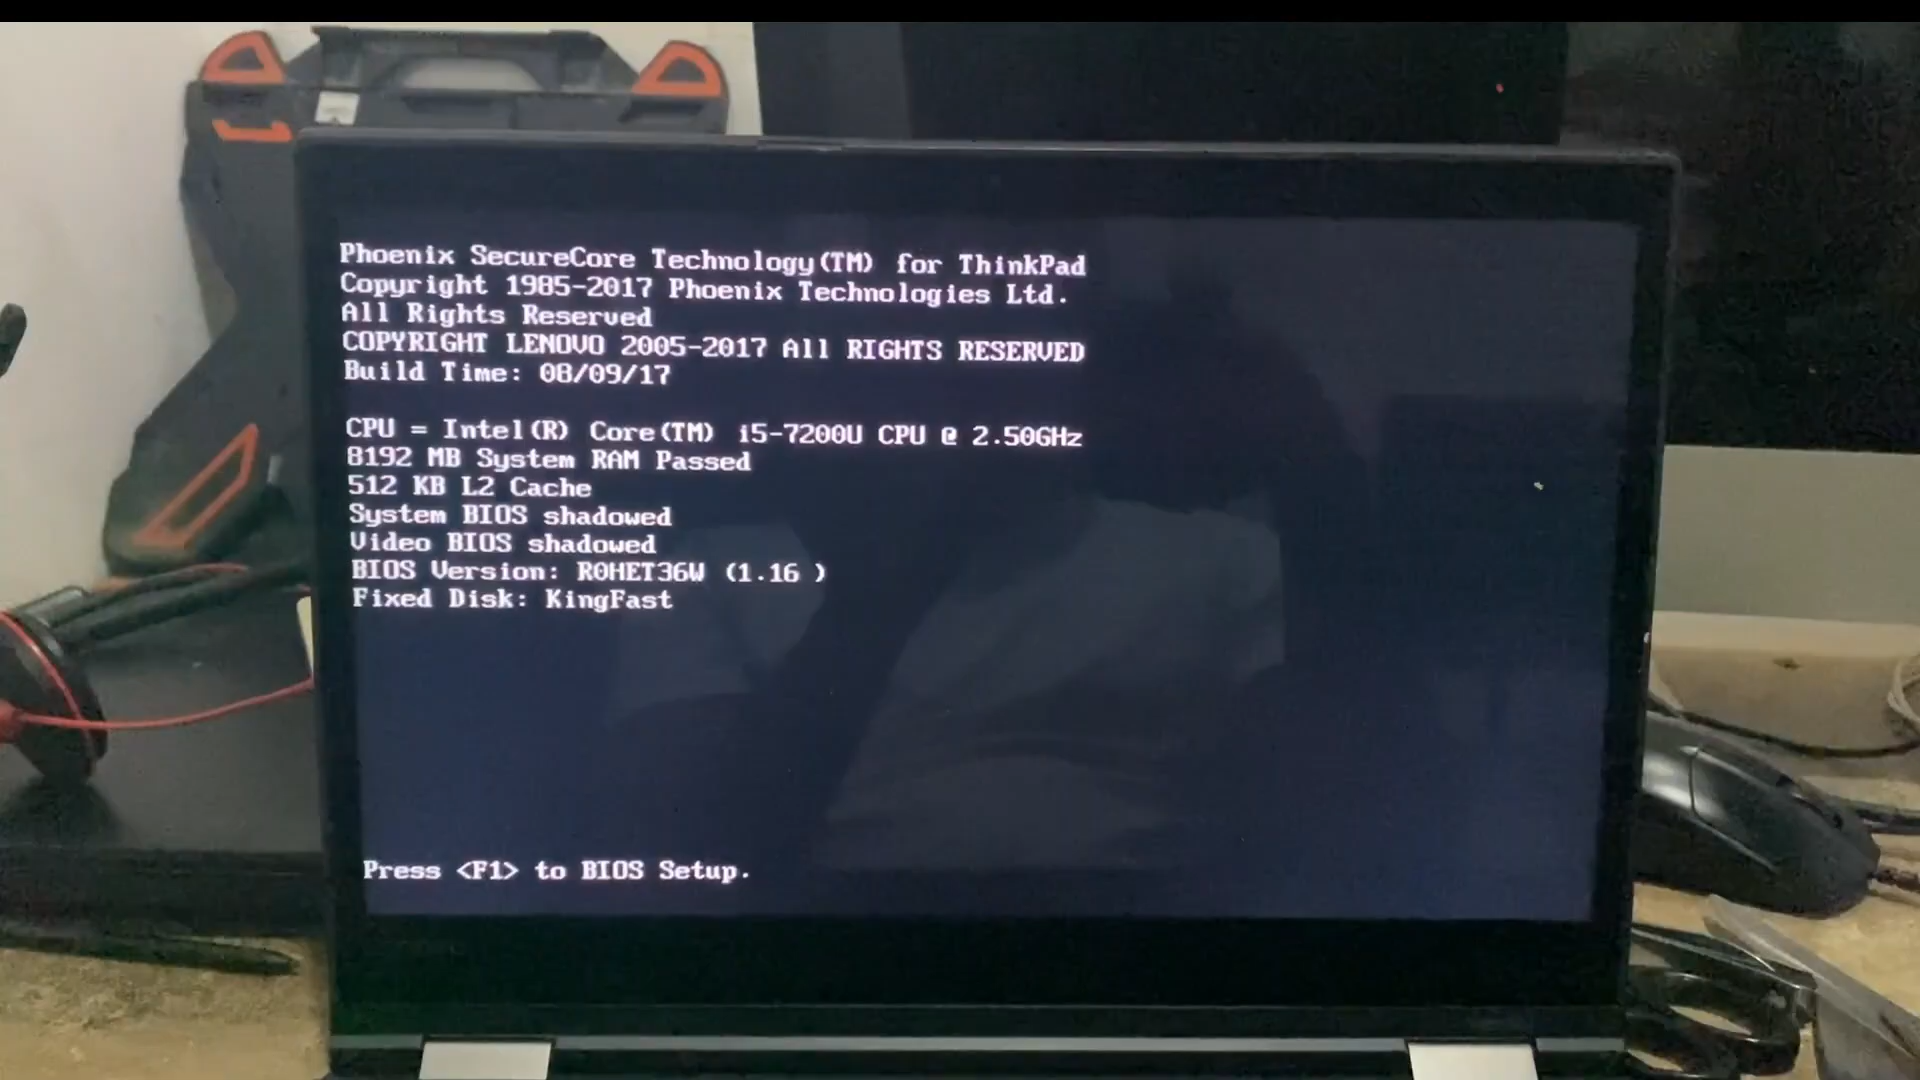 Phoenix SecureCore Technology(TM) for ThinkPad
Copyright 1985-2017 Phoenix Technologies Ltd.
All Rights Reserved
COPYRIGHT LENOVO 2005-2017 All RIGHTS RESERVED
Build Time: 08/09/17
CPU = Intel(R) Core(TM) i5-7200U CPU @ 2.50GHz
8192 MB System RAM Passed
512 KB L2 Cache
System BIOS shadowed
Video BIOS shadowed
BIOS Version: R0HET36W (1.16 )
Fixed Disk: KingFast
Press <F1> to BIOS Setup.